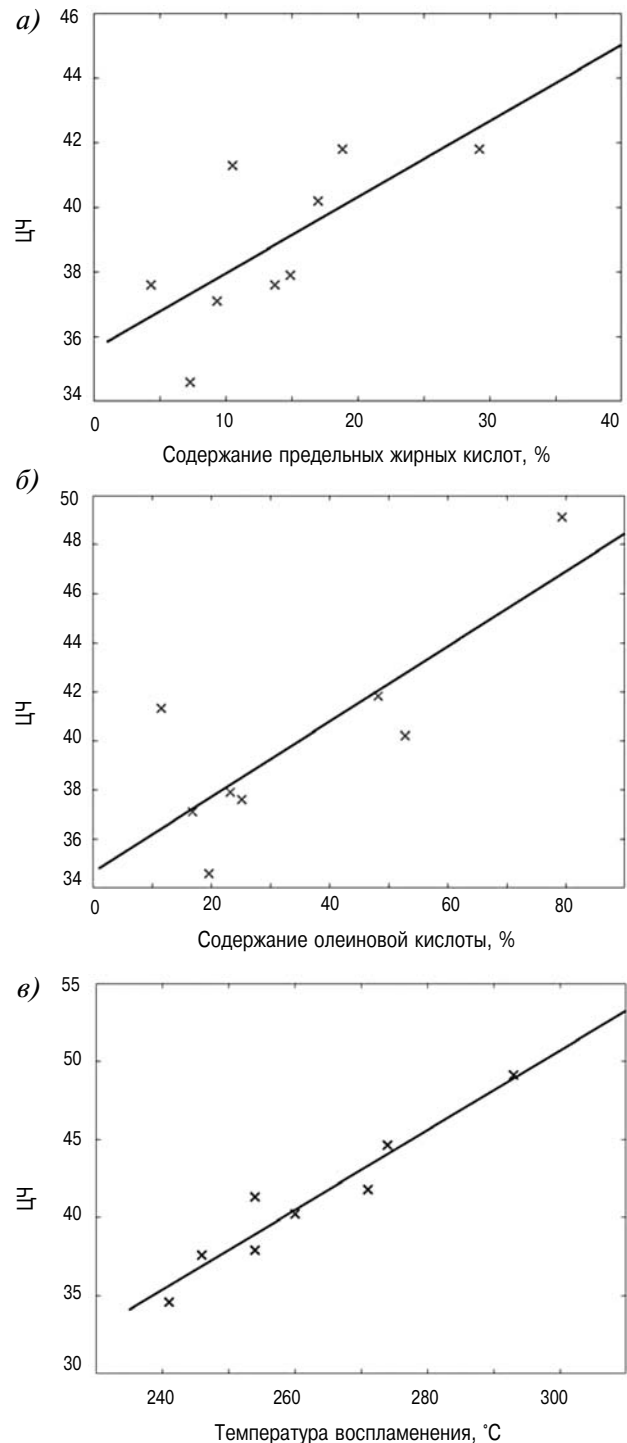 а)
46
44
42
40
38
36
34
ЦЧ
0 10 20 30 40
Содержание предельных жирных кислот, %
б)
50
48
46
44
42
40
38
36
34
ЦЧ
0 20 40 60 80
Содержание олеиновой кислоты, %
в)
55
50
45
40
35
30
ЦЧ
240 260 280 300
Температура воспламенения, °С